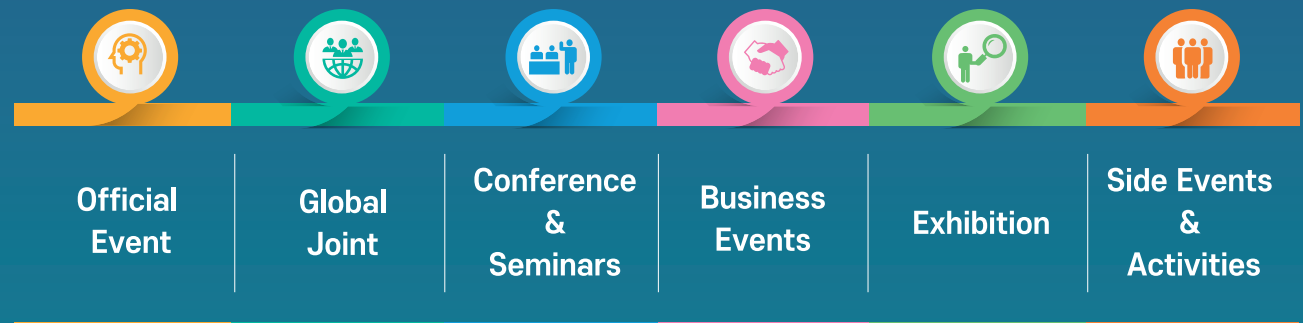 Official
Event
Global
Joint
Conference
&
Seminars
Business
Events
Exhibition
Side Events
&
Activities